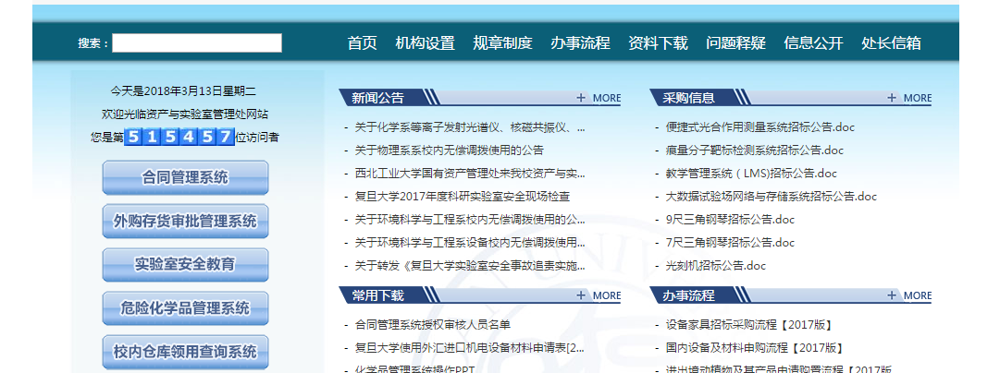 搜索：
首页 机构设置 规章制度 办事流程 资料下载 问题释疑 信息公开 处长信箱
今天是2018年3月13日星期二
欢迎光临资产与实验室管理处网站
您是第515457位访问者
合同管理系统
外购存货审批管理系统
实验室安全教育
危险化学品管理系统
校内仓库领用查询系统
新闻公告 + MORE
- 关于化学系等离子发射光谱仪、核磁共振仪、...
- 关于物理系系校内无偿调拨使用的公告
- 西北工业大学国有资产管理处来我校资产与实...
- 复旦大学2017年度科研实验室安全现场检查
- 关于环境科学与工程系校内无偿调拨使用的公...
- 关于环境科学与工程系设备校内无偿调拨使用...
- 关于转发《复旦大学实验室安全事故追责实施...
采购信息 + MORE
- 便捷式光合作用测量系统招标公告.doc
- 痕量分子靶标检测系统招标公告.doc
- 教学管理系统（LMS)招标公告.doc
- 大数据试验场网络与存储系统招标公告.doc
- 9尺三角钢琴招标公告.doc
- 7尺三角钢琴招标公告.doc
- 光刻机招标公告.doc
常用下载 + MORE
- 合同管理系统授权审核人员名单
- 复旦大学使用外汇进口机电设备材料申请表[2...
- 化学品管理系统操作PPT
办事流程 + MORE
- 设备家具招标采购流程【2017版】
- 国内设备及材料申购流程【2017版】
- 进出境动植物及其产品申请购置流程【2017版